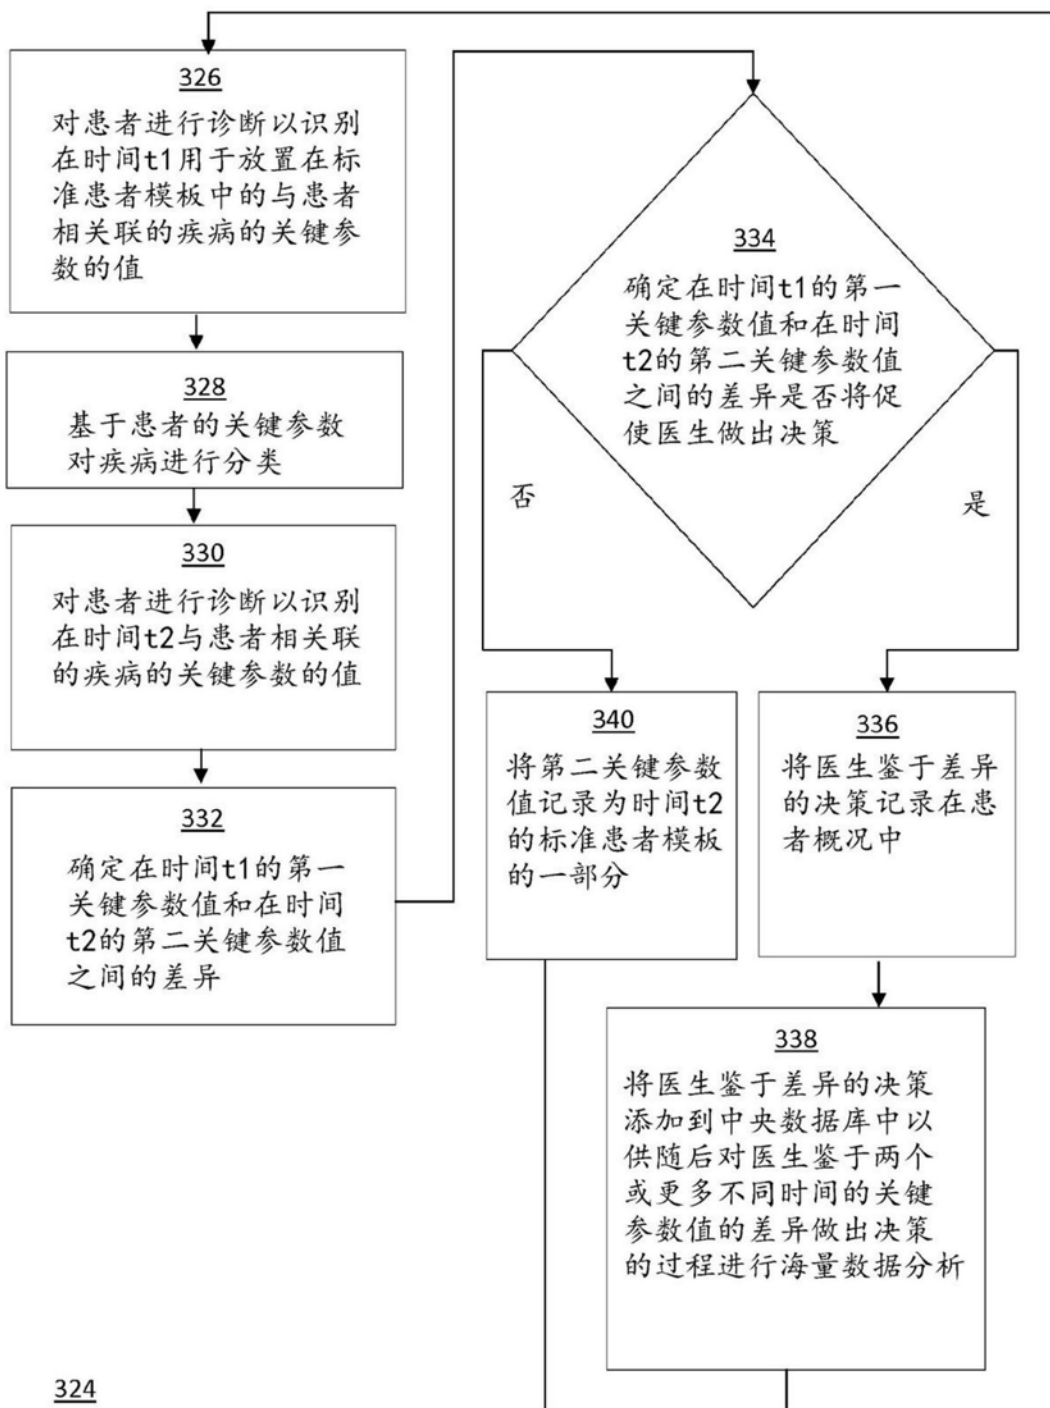 326
对患者进行诊断以识别
在时间t1用于放置在标
准患者模板中的与患者
相关联的疾病的关键参
数的值
328
基于患者的关键参数
对疾病进行分类
330
对患者进行诊断以识别
在时间t2与患者相关联
的疾病的关键参数的值
332
确定在时间t1的第一
关键参数值和在时间
t2的第二关键参数值
之间的差异
334
确定在时间t1的第一
关键参数值和在时间
t2的第二关键参数值
之间的差异是否将促
使医生做出决策
否
是
340
将第二关键参数
值记录为时间t2
的标准患者模板
的一部分
336
将医生鉴于差异
的决策记录在患
者概况中
338
将医生鉴于差异的决策
添加到中央数据库中以
供随后对医生鉴于两个
或更多不同时间的关键
参数值的差异做出决策
的过程进行海量数据分析
324